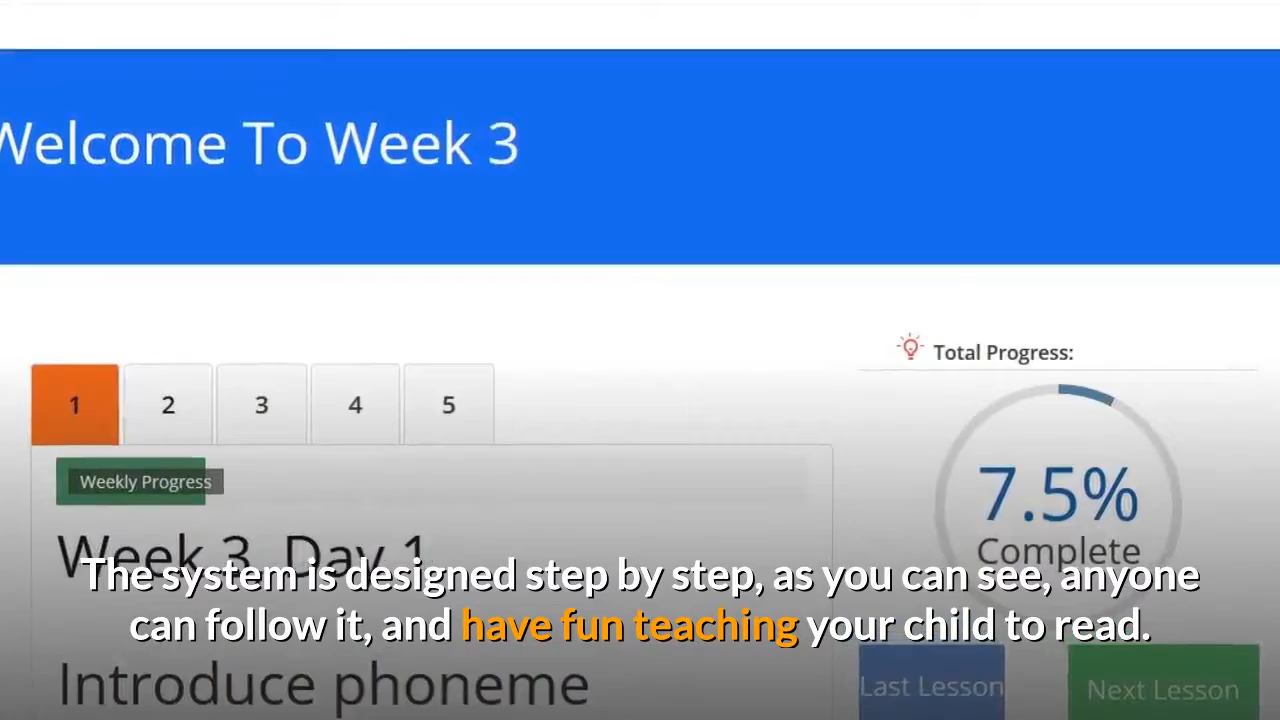 Welcome To Week 3
Total Progress:
1 2 3 4 5
Weekly Progress
7.5%
Complete
Week 3, Day 1
The system is designed step by step, as you can see, anyone
can follow it, and have fun teaching your child to read.
Introduce phoneme
Last Lesson
Next Lesson